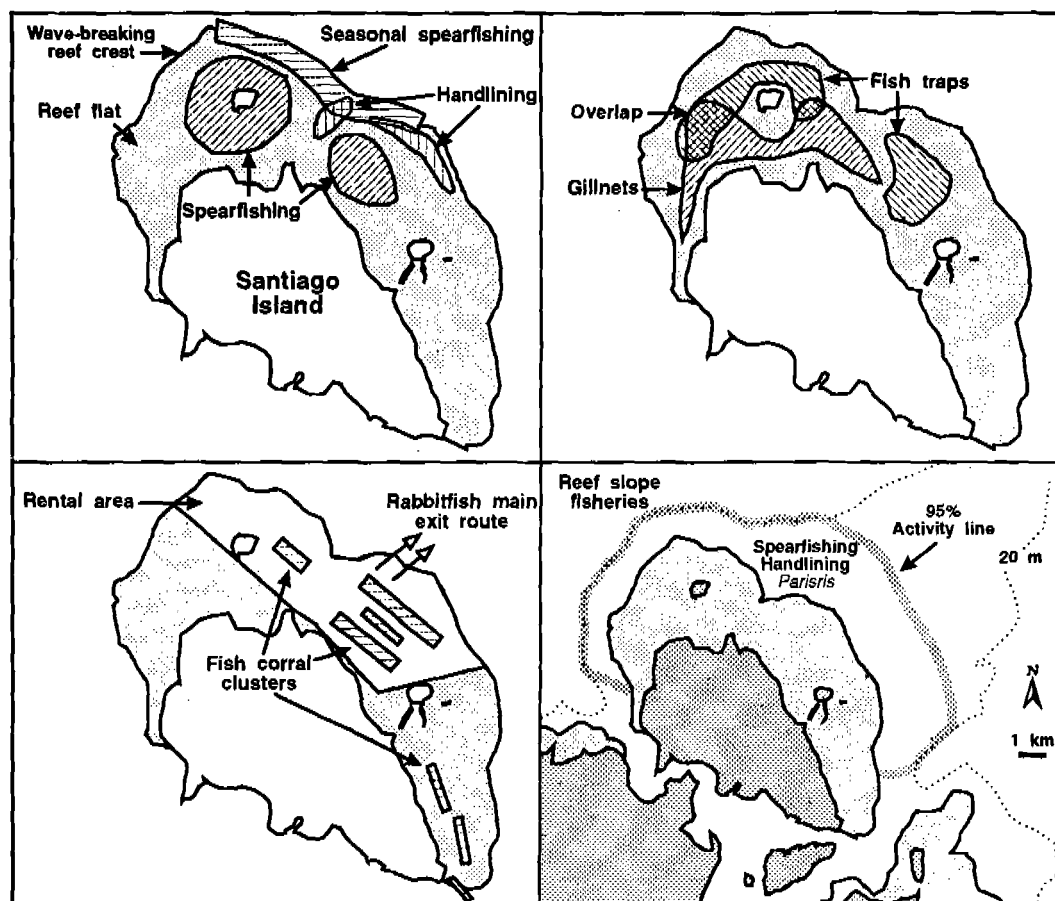 Wave-breaking
reef crest
Seasonal spearfishing
Reef flat
Handlining
Spearfishing
Santiago
Island
Fish traps
Overlap
Gillnets
Rental area
Rabbitfish main
exit route
Fish corral
clusters
Reef slope
fisheries
95%
Activity line
Spearfishing
Handlining
Parisris
20 m
N
1 km